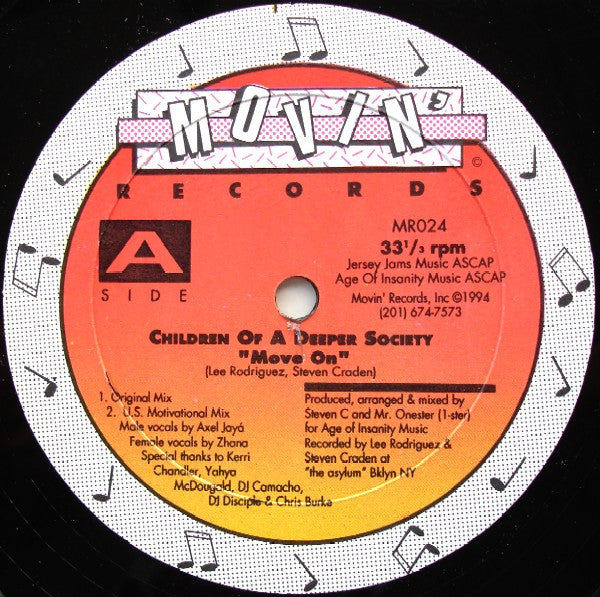 MOVIN'
RECORDS
©
A
SIDE
MR024
33 1/3 rpm
Jersey Jams Music ASCAP
Age Of Insanity Music ASCAP
Movin' Records, Inc ©1994
(201) 674-7573
Children Of A Deeper Society
"Move On"
(Lee Rodriguez, Steven Craden)
1. Original Mix
2. U.S. Motivational Mix
Male vocals by Axel Jayá
Female vocals by Zhana
Special thanks to Kerri
Chandler, Yahya
McDougald, DJ Camacho,
DJ Disciple & Chris Burke
Produced, arranged & mixed by
Steven C and Mr. Onester (1-ster)
for Age of Insanity Music
Recorded by Lee Rodriguez &
Steven Craden at
"the asylum" Bklyn NY